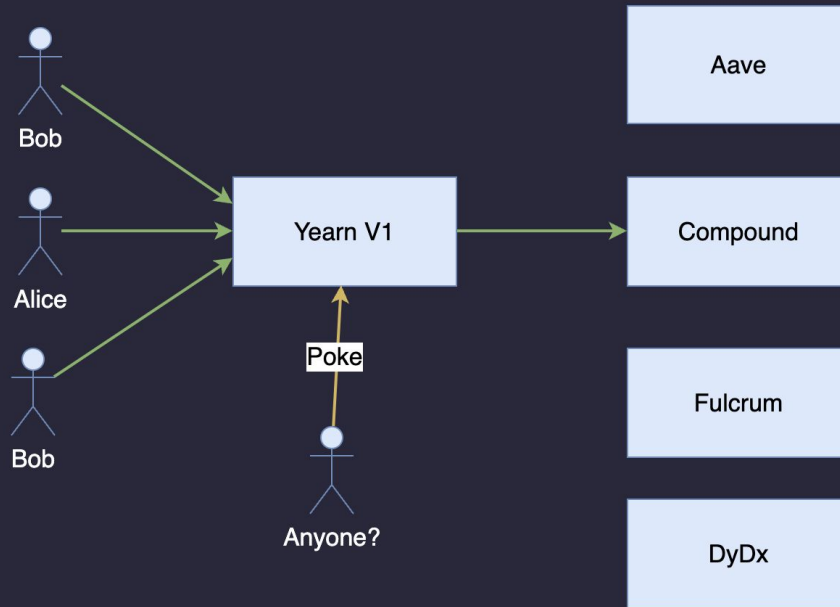 Bob
Alice
Bob
Yearn V1
Poke
Anyone?
Aave
Compound
Fulcrum
DyDx